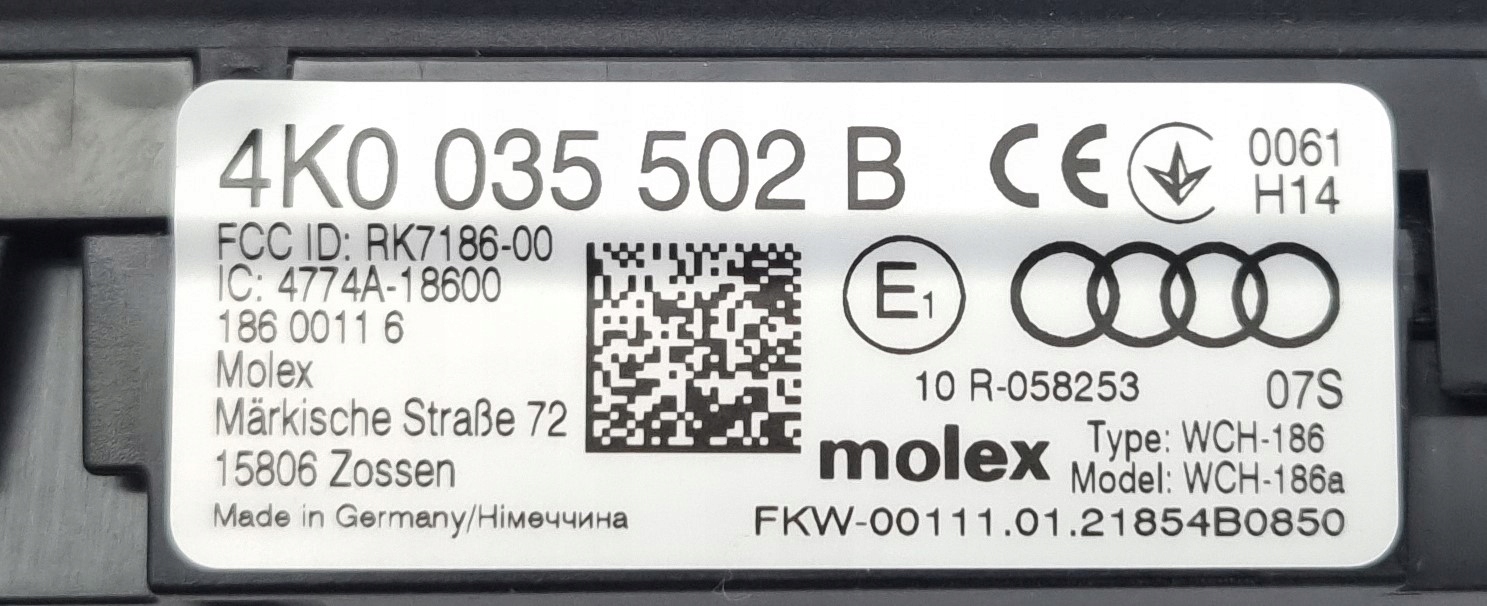 4K0 035 502 B CE 0061
H14
FCC ID: RK7186-00
IC: 4774A-18600
186 0011 6
Molex
Märkische Straße 72
15806 Zossen
Made in Germany/Німеччина
E1
10 R-058253 07S
molex
Type: WCH-186
Model: WCH-186a
FKW-00111.01.21854B0850